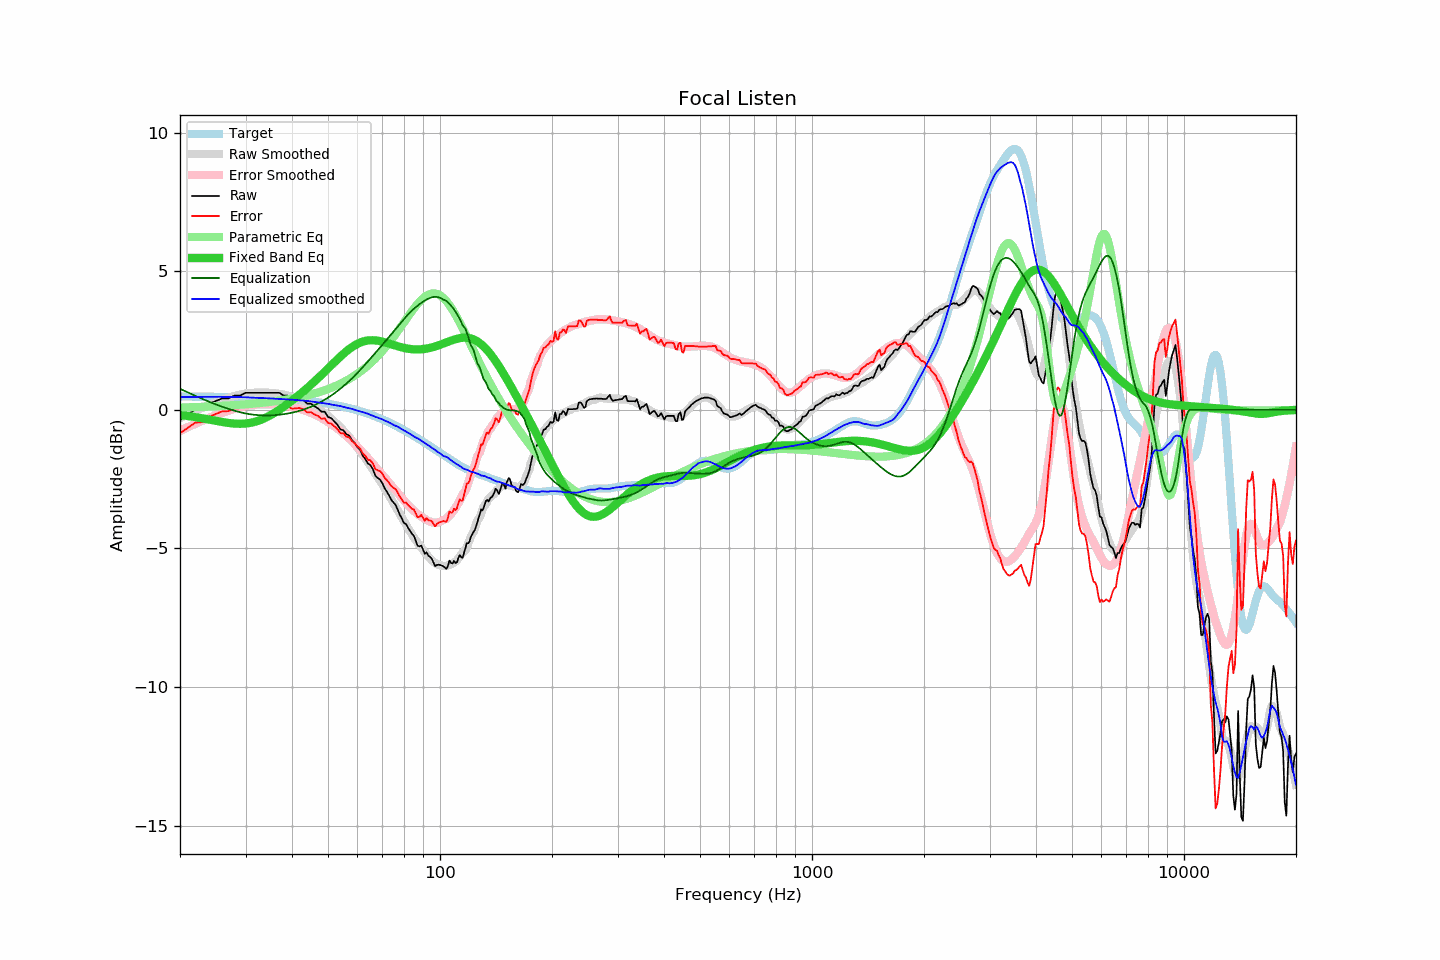 Focal Listen
10
5
0
−5
−10
−15
Amplitude (dBr)
Target
Raw Smoothed
Error Smoothed
Raw
Error
Parametric Eq
Fixed Band Eq
Equalization
Equalized smoothed
100
1000
10000
Frequency (Hz)